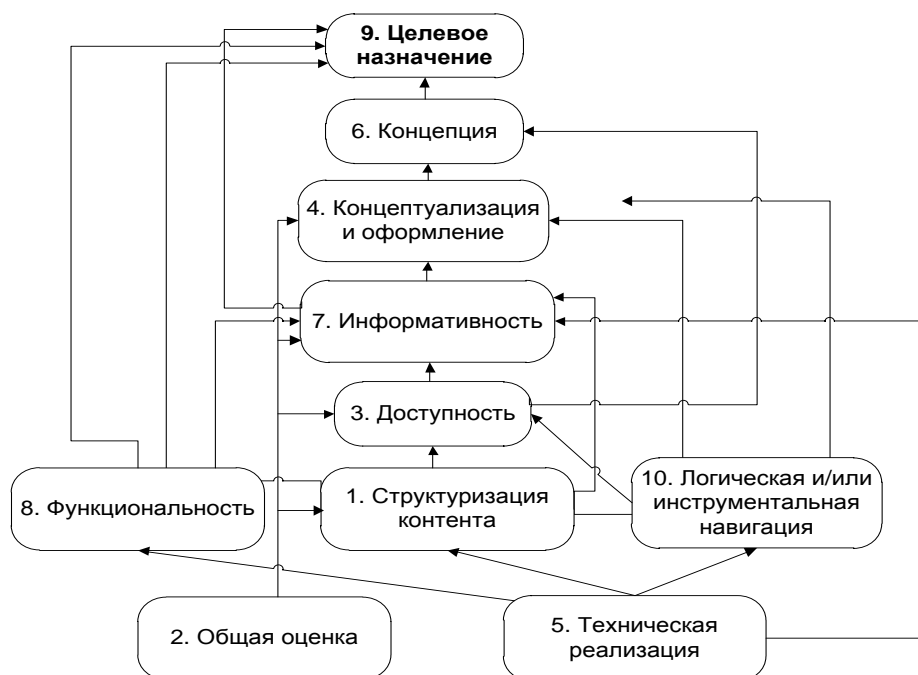 9. Целевое
назначение
6. Концепция
4. Концептуализация
и оформление
7. Информативность
3. Доступность
8. Функциональность
1. Структуризация
контента
10. Логическая и/или
инструментальная
навигация
2. Общая оценка
5. Техническая
реализация